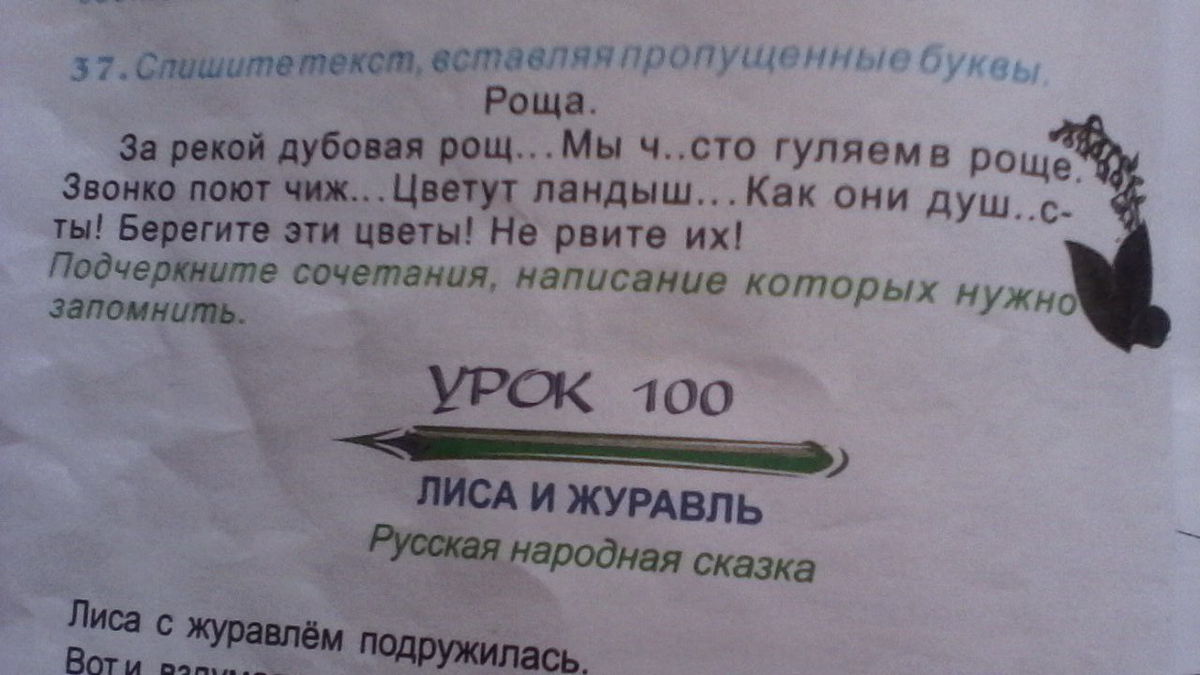 37. Спишите текст, вставляя пропущенные буквы.
Роща.
За рекой дубовая рощ... Мы ч..сто гуляем в роще.
Звонко поют чиж... Цветут ландыш... Как они душ..с-
ты! Берегите эти цветы! Не рвите их!
Подчеркните сочетания, написание которых нужно
запомнить.
УРОК 100
ЛИСА И ЖУРАВЛЬ
Русская народная сказка
Лиса с журавлём подружилась.
Вот и